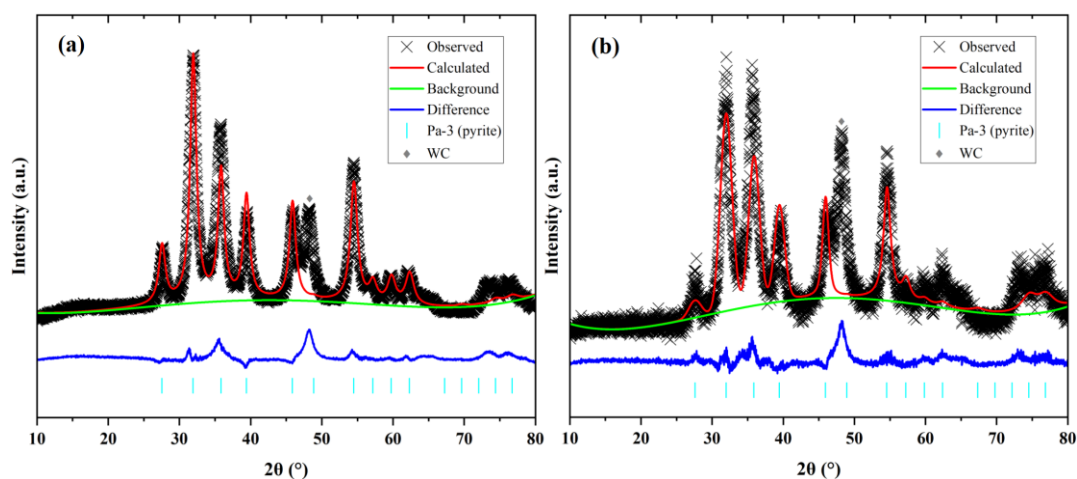 (a)
Observed
Calculated
Background
Difference
Pa-3 (pyrite)
WC
Intensity (a.u.)
10 20 30 40 50 60 70 80
2θ (°)
(b)
Observed
Calculated
Background
Difference
Pa-3 (pyrite)
WC
Intensity (a.u.)
10 20 30 40 50 60 70 80
2θ (°)